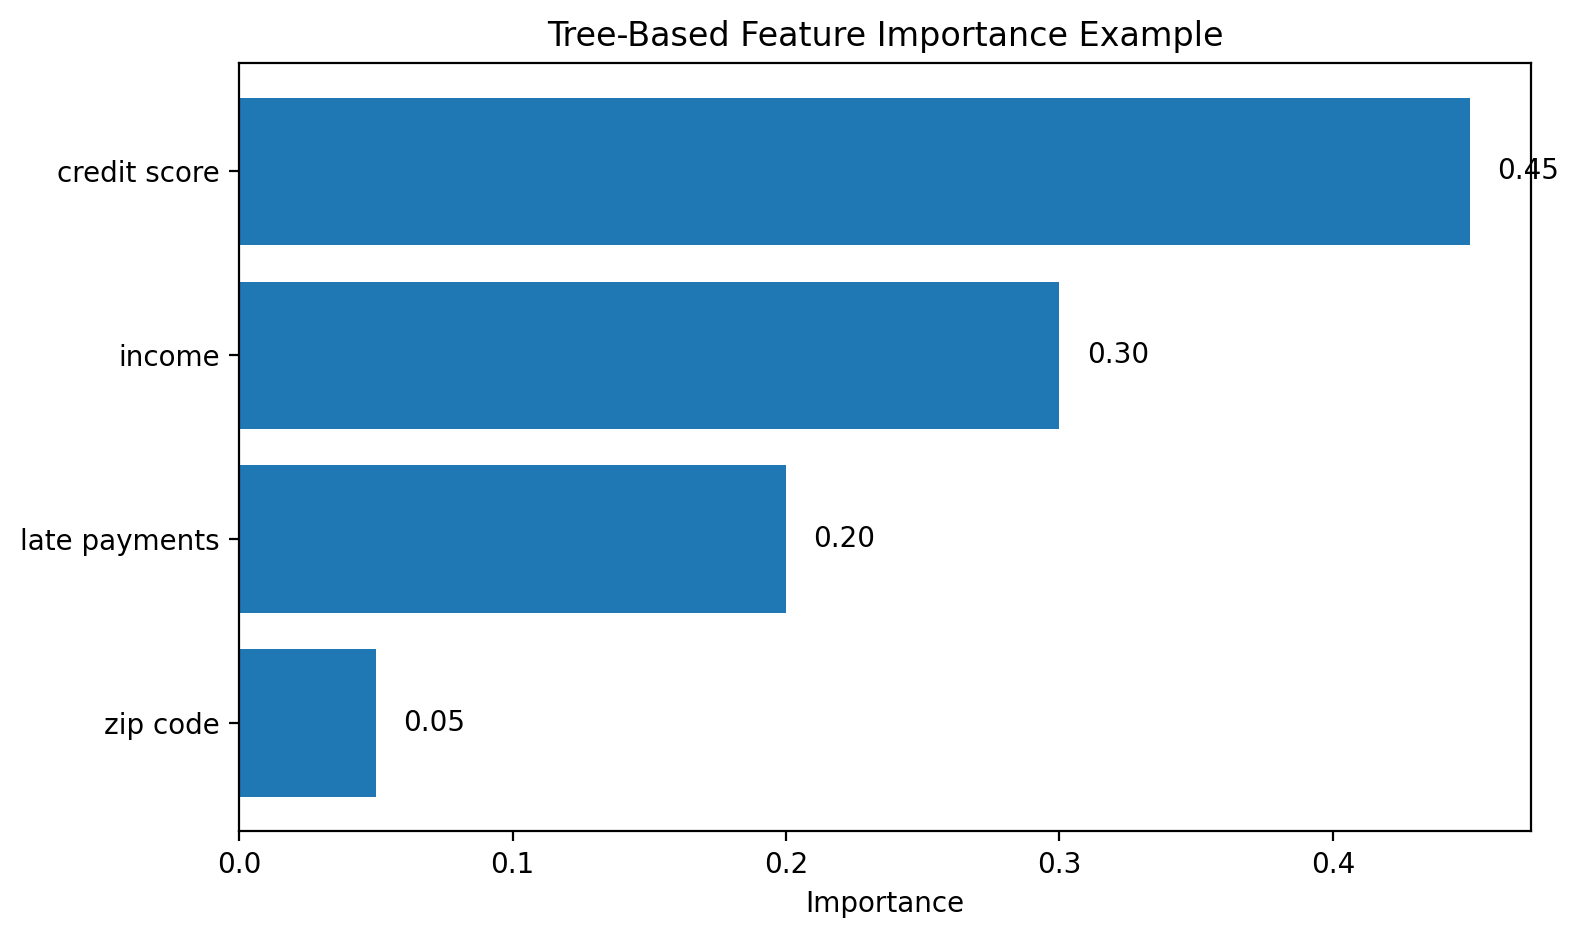 Tree-Based Feature Importance Example
credit score
0.45
income
0.30
late payments
0.20
zip code
0.05
0.0 0.1 0.2 0.3 0.4
Importance